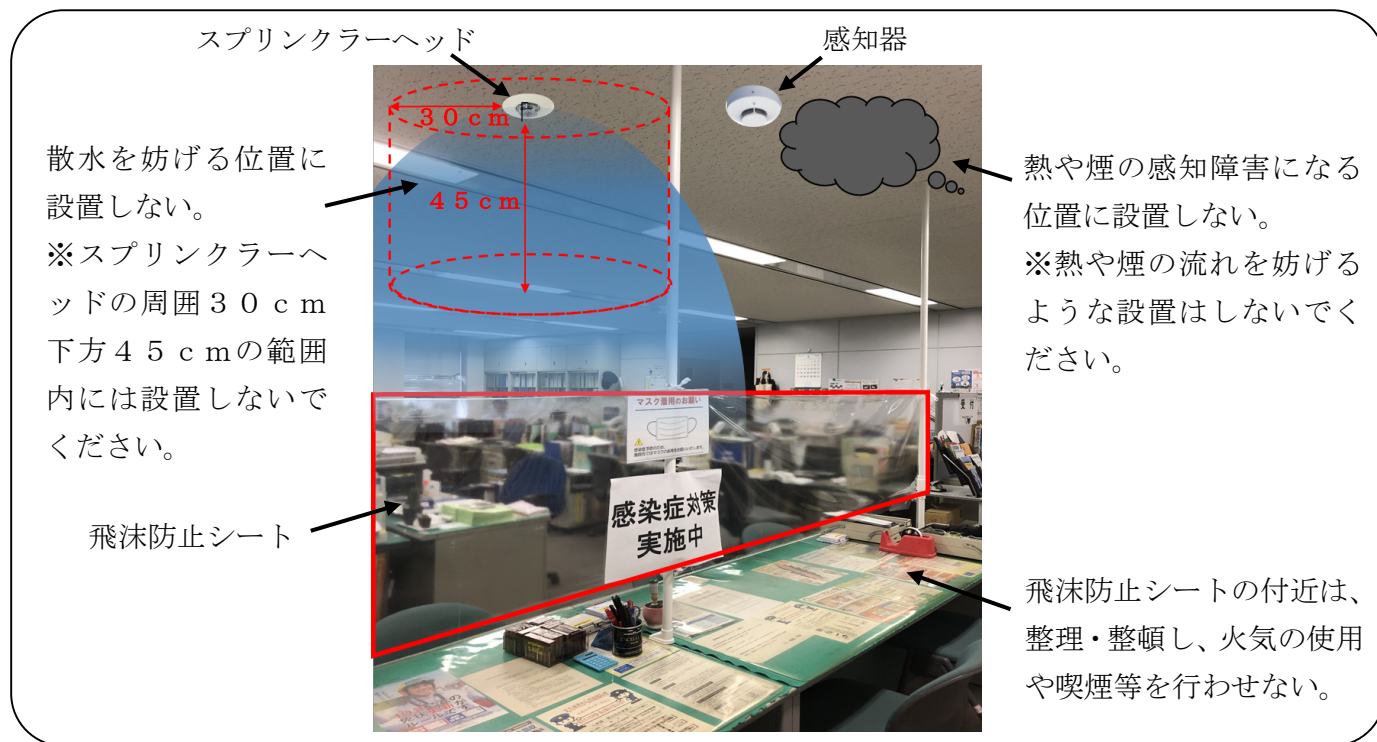 スプリンクラーヘッド
感知器
３０ｃｍ
４５ｃｍ
散水を妨げる位置に
設置しない。
※スプリンクラーヘ
ッドの周囲３０ｃｍ
下方４５ｃｍの範囲
内には設置しないで
ください。
熱や煙の感知障害になる
位置に設置しない。
※熱や煙の流れを妨げる
ような設置はしないでく
ださい。
飛沫防止シート
マスク着用のお願い
受付
感染症対策
実施中
飛沫防止シートの付近は、
整理・整頓し、火気の使用
や喫煙等を行わせない。